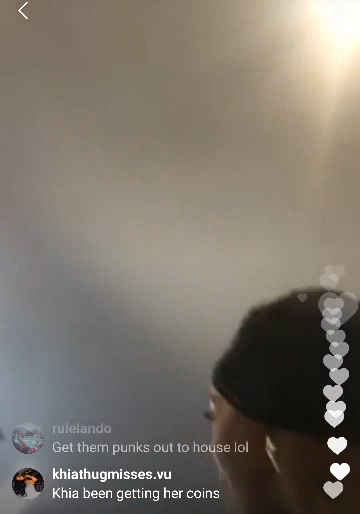 rulelando
Get them punks out to house lol
khiathugmisses.vu
Khia been getting her coins